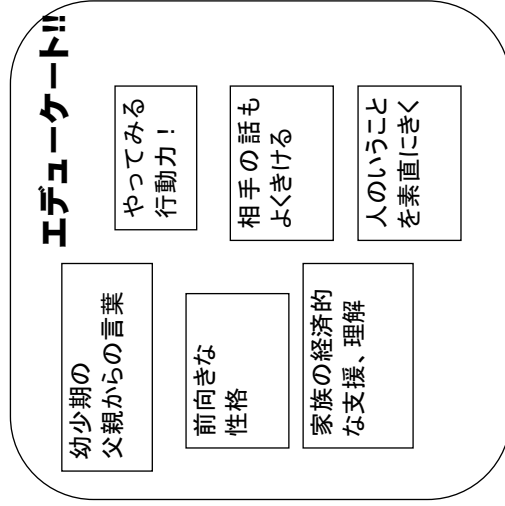 エデューケート!!
幼少期の
父親からの言葉
やってみる
行動力！
前向きな
性格
相手の話も
よくきける
家族の経済的
な支援、理解
人のいうこと
を素直にきく